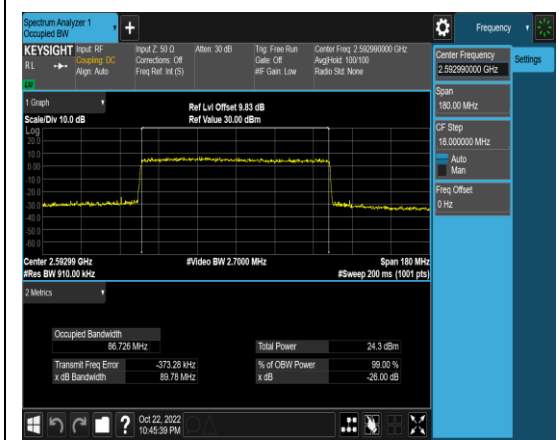 Spectrum Analyzer 1
Occupied BW
+
Frequency
KEYSIGHT
RL
Input: RF
Coupling: DC
Align: Auto
Input Z: 50 Ω
Corrections: Off
Freq Ref: Int (S)
Atten: 30 dB
Trig: Free Run
Gate: Off
#IF Gain: Low
Center Freq: 2.592990000 GHz
Avg|Hold: 100/100
Radio Std: None
Center Frequency
2.592990000 GHz
Settings
Span
180.00 MHz
CF Step
18.000000 MHz
Auto
Man
Freq Offset
0 Hz
1 Graph
Scale/Div 10.0 dB
Ref Lvl Offset 9.83 dB
Ref Value 30.00 dBm
Log
20.0
10.0
0.00
-10.0
-20.0
-30.0
-40.0
-50.0
-60.0
Center 2.59299 GHz
#Res BW 910.00 kHz
#Video BW 2.7000 MHz
Span 180 MHz
#Sweep 200 ms (1001 pts)
2 Metrics
Occupied Bandwidth
86.726 MHz
Total Power
24.3 dBm
Transmit Freq Error
-373.28 kHz
% of OBW Power
99.00 %
x dB Bandwidth
89.78 MHz
x dB
-26.00 dB
?
Oct 22, 2022
10:45:39 PM